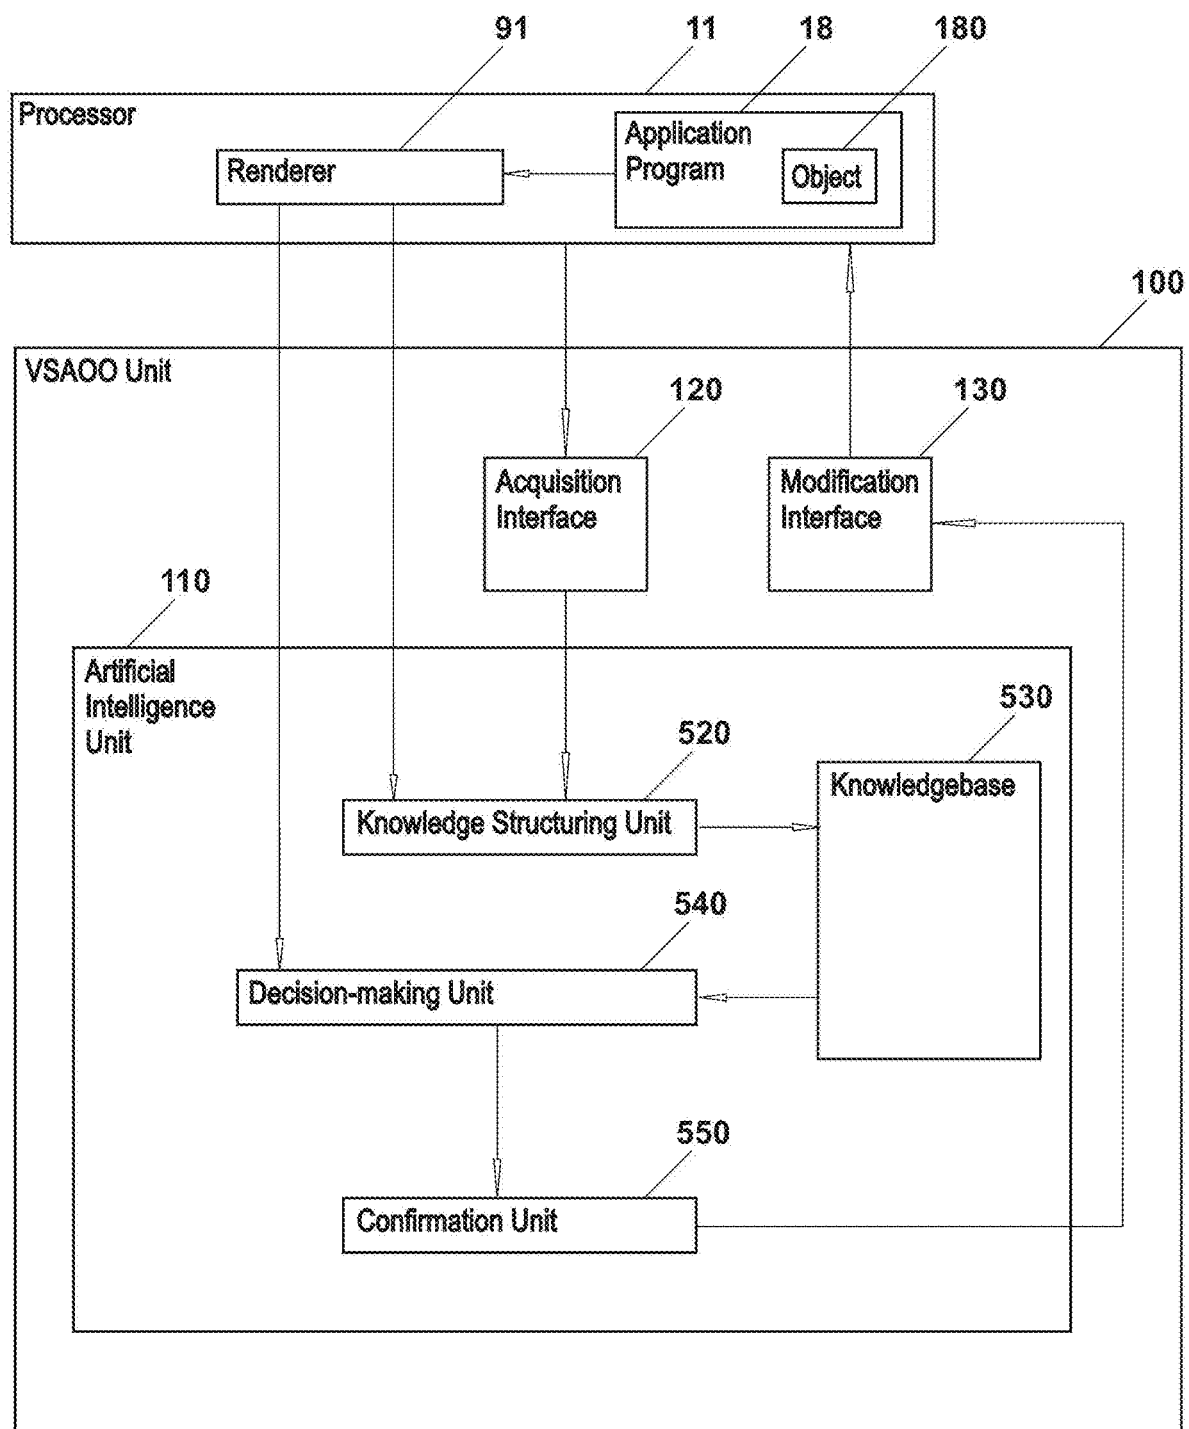 91
11
18
180
Processor
Application
Program
Object
Renderer
100
VSAOO Unit
120
130
Acquisition
Interface
Modification
Interface
110
Artificial
Intelligence
Unit
530
520
Knowledgebase
Knowledge Structuring Unit
540
Decision-making Unit
550
Confirmation Unit